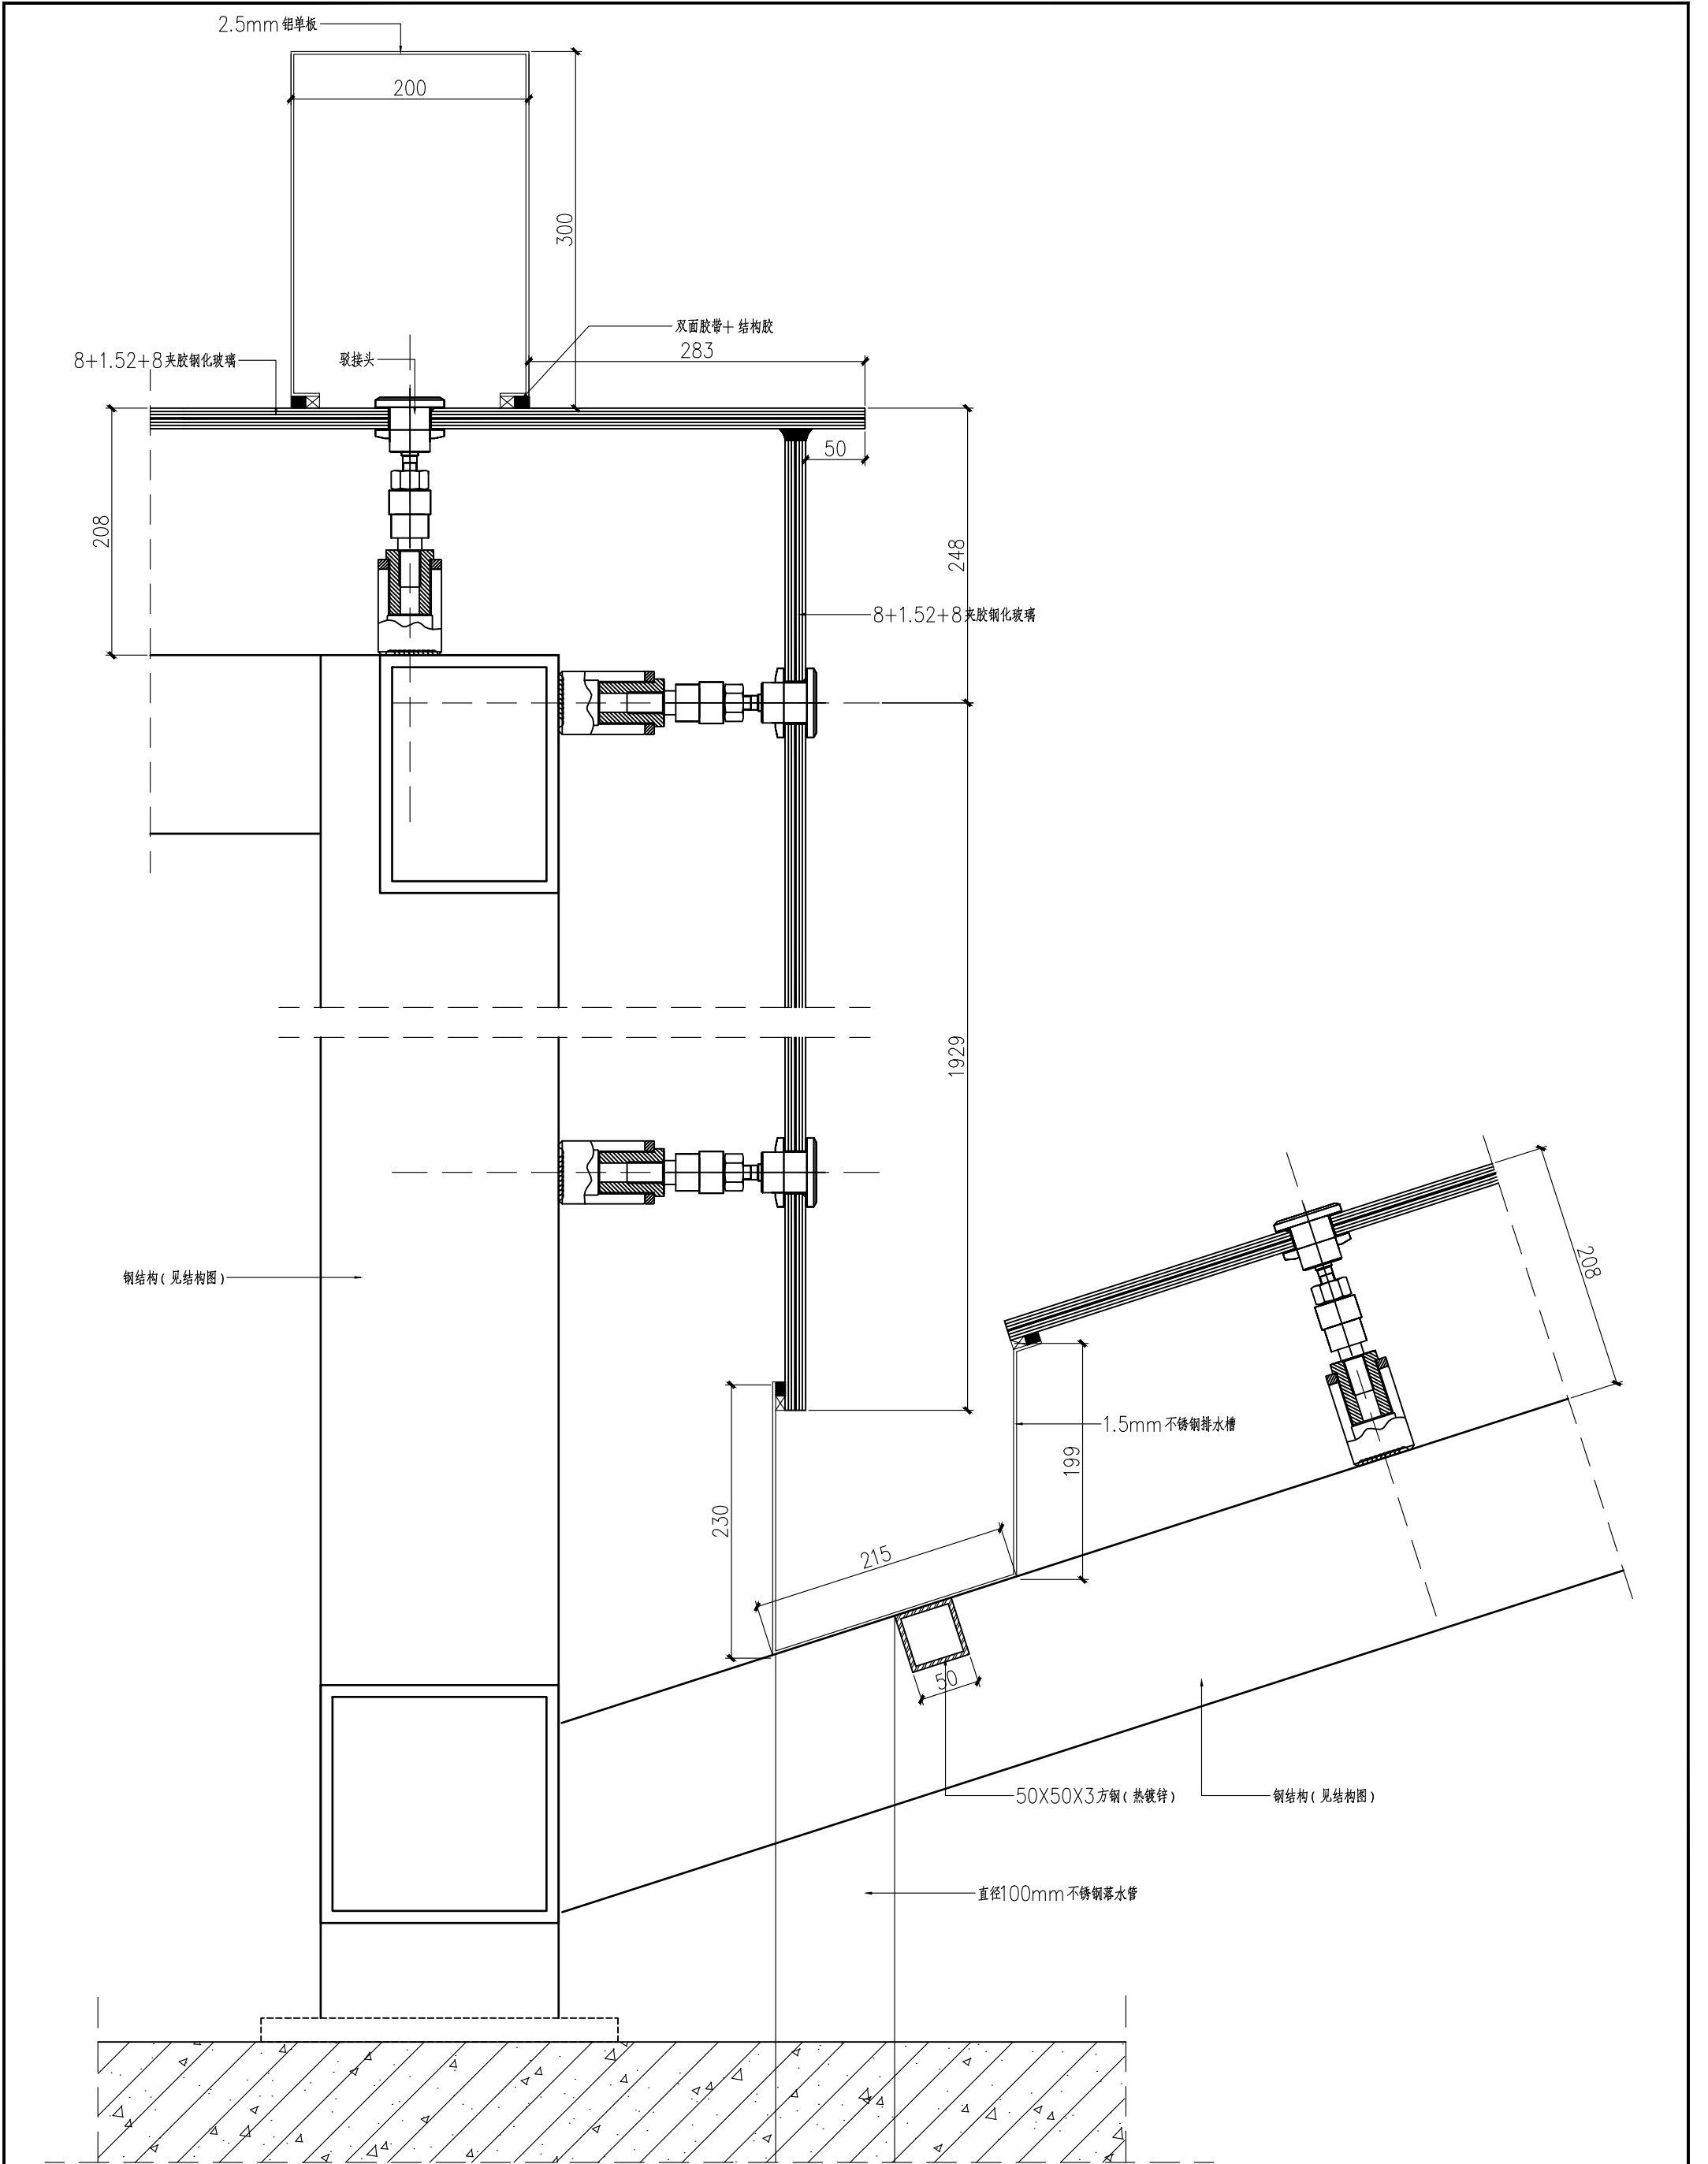 2.5mm铝单板
200
300
双面胶带+结构胶
283
8+1.52+8夹胶钢化玻璃
驳接头
50
208
248
8+1.52+8夹胶钢化玻璃
1929
钢结构(见结构图)
208
1.5mm不锈钢排水槽
199
230
215
50
50X50X3方钢(热镀锌)
钢结构(见结构图)
直径100mm不锈钢落水管